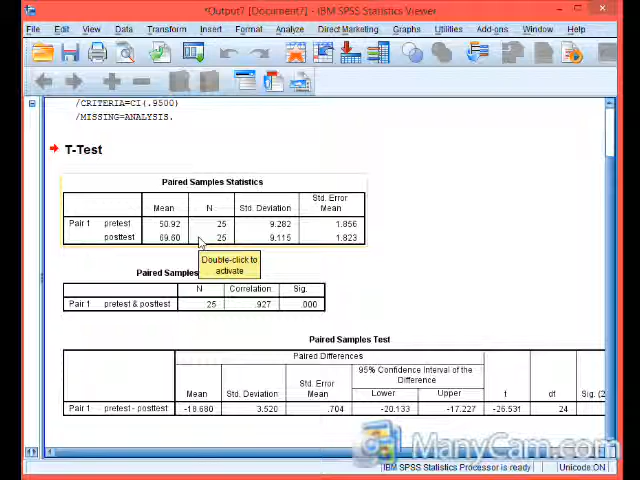 *Output7 [Document7] - IBM SPSS Statistics Viewer
File Edit View Data Transform Insert Format Analyze Direct Marketing Graphs Utilities Add-ons Window Help
/CRITERIA=CI(.9500)
/MISSING=ANALYSIS.
T-Test
Paired Samples Statistics
Mean N Std. Deviation Std. Error Mean
Pair 1 pretest 50.92 25 9.282 1.856
posttest 69.60 25 9.115 1.823
Double-click to
activate
Paired Samples
N Correlation Sig.
Pair 1 pretest & posttest 25 .927 .000
Paired Samples Test
Paired Differences
95% Confidence Interval of the
Difference
Mean Std. Deviation Std. Error Mean Lower Upper t df Sig. (2
Pair 1 pretest - posttest -18.680 3.520 .704 -20.133 -17.227 -26.531 24
ManyCam.com
IBM SPSS Statistics Processor is ready Unicode:ON